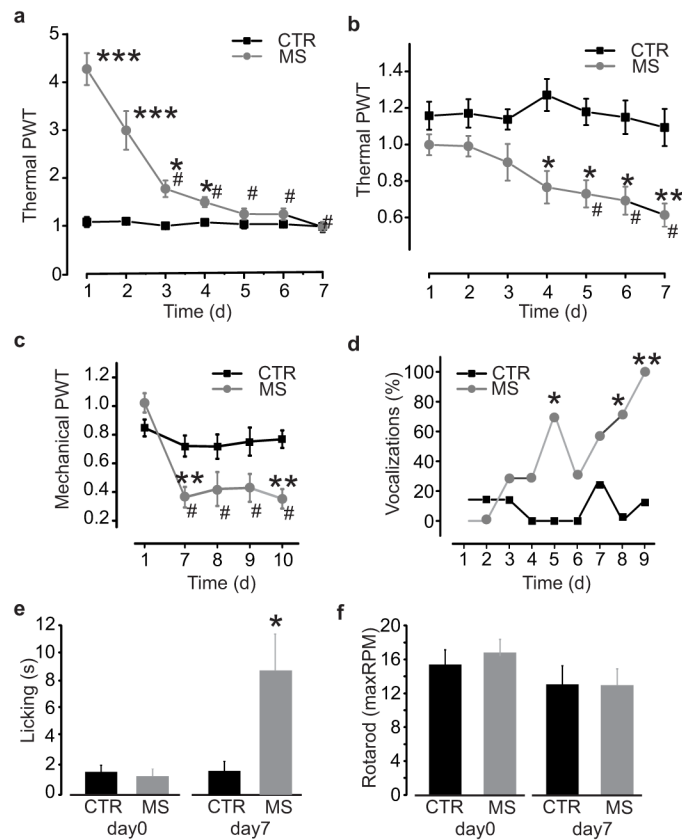 a
CTR
MS
Thermal PWT
5
4
3
2
1
0
***
***
*
#
*#
#
#
#
1 2 3 4 5 6 7
Time (d)
b
CTR
MS
Thermal PWT
1.4
1.2
1.0
0.8
0.6
* * * **
# # #
1 2 3 4 5 6 7
Time (d)
c
CTR
MS
Mechanical PWT
1.2
1.0
0.8
0.6
0.4
0.2
** **
# # # #
1 7 8 9 10
Time (d)
d
CTR
MS
Vocalizations (%)
100
80
60
40
20
0
* * **
1 2 3 4 5 6 7 8 9
Time (d)
e
Licking (s)
12
10
8
6
4
2
0
*
CTR MS CTR MS
day0 day7
f
Rotarod (maxRPM)
20
16
12
8
4
0
CTR MS CTR MS
day0 day7